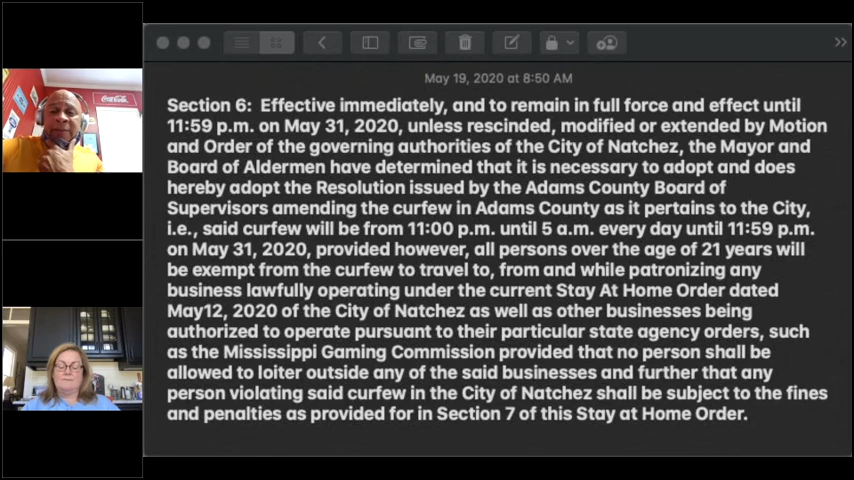 Coca-Cola
May 19, 2020 at 8:50 AM
Section 6:  Effective immediately, and to remain in full force and effect until
11:59 p.m. on May 31, 2020, unless rescinded, modified or extended by Motion
and Order of the governing authorities of the City of Natchez, the Mayor and
Board of Aldermen have determined that it is necessary to adopt and does
hereby adopt the Resolution issued by the Adams County Board of
Supervisors amending the curfew in Adams County as it pertains to the City,
i.e., said curfew will be from 11:00 p.m. until 5 a.m. every day until 11:59 p.m.
on May 31, 2020, provided however, all persons over the age of 21 years will
be exempt from the curfew to travel to, from and while patronizing any
business lawfully operating under the current Stay At Home Order dated
May12, 2020 of the City of Natchez as well as other businesses being
authorized to operate pursuant to their particular state agency orders, such
as the Mississippi Gaming Commission provided that no person shall be
allowed to loiter outside any of the said businesses and further that any
person violating said curfew in the City of Natchez shall be subject to the fines
and penalties as provided for in Section 7 of this Stay at Home Order.